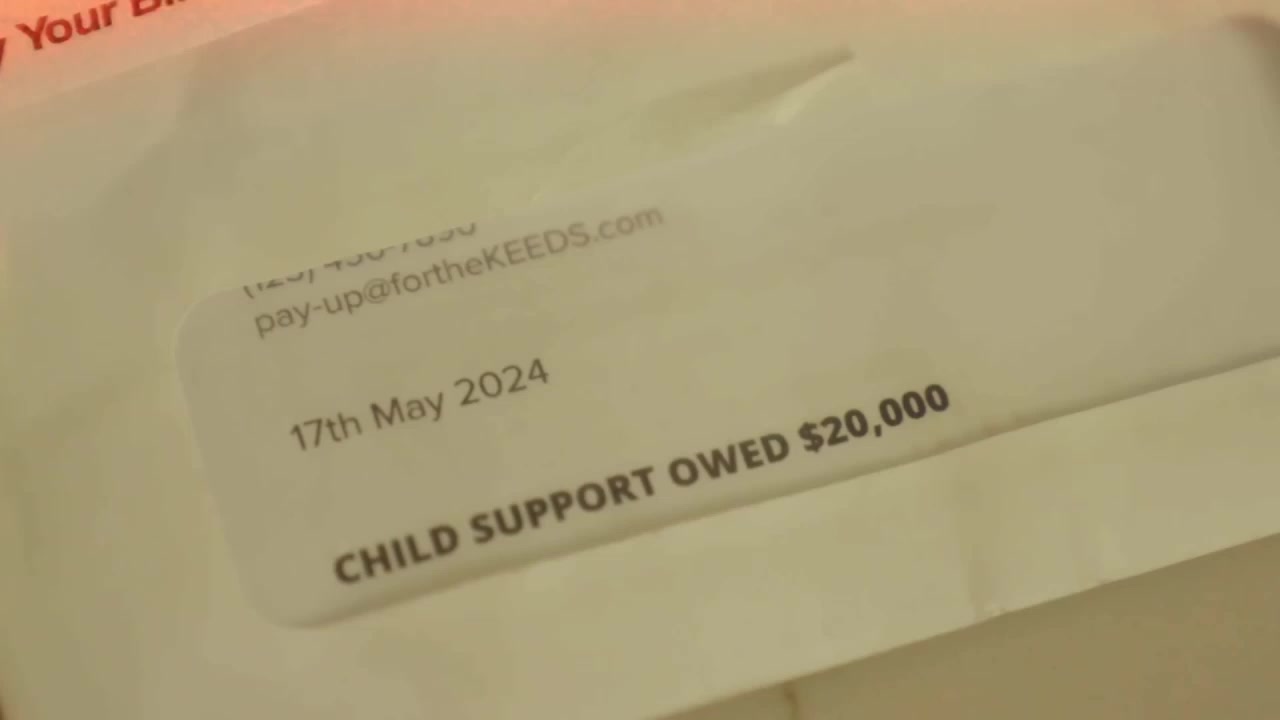 Your
pay-up@fortheKEEDS.com
17th May 2024
CHILD SUPPORT OWED $20,000